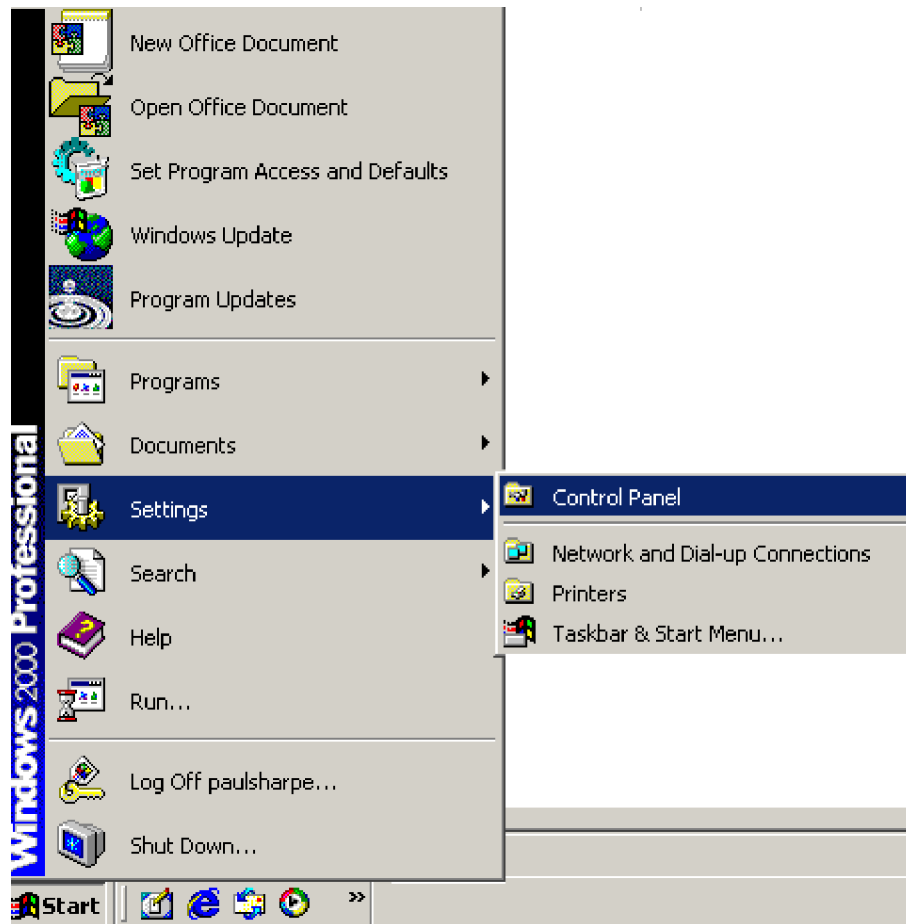 New Office Document
Open Office Document
Set Program Access and Defaults
Windows Update
Program Updates
Programs
Documents
Settings
Search
Help
Run...
Log Off paulsharpe...
Shut Down...
Control Panel
Network and Dial-up Connections
Printers
Taskbar & Start Menu...
Windows 2000 Professional
Start
»